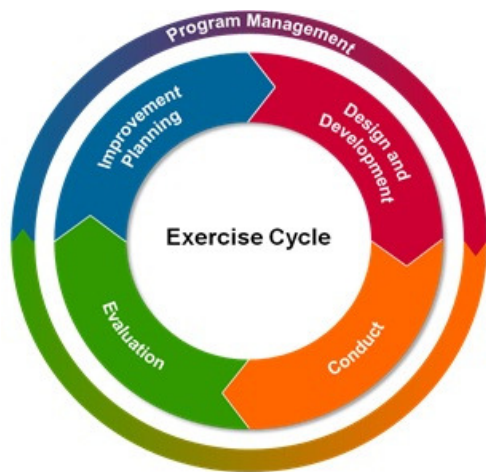 Program Management
Improvement
Planning
Design and
Development
Exercise Cycle
Evaluation
Conduct